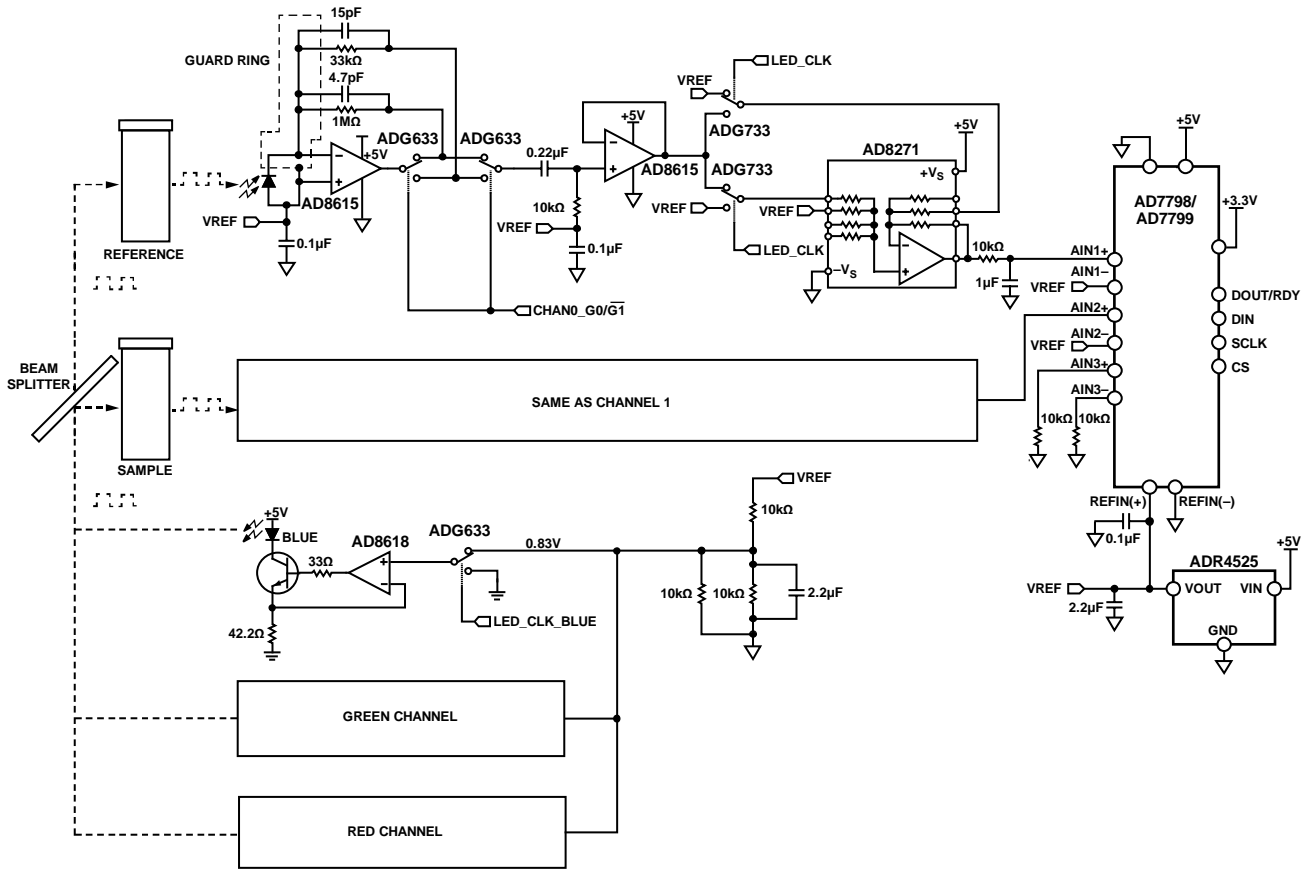 15pF
33kΩ
GUARD RING
4.7pF
1MΩ
+5V
AD8615
VREF
0.1µF
REFERENCE
ADG633
ADG633
0.22µF
10kΩ
VREF
0.1µF
CHAN0_G0/G1
+5V
AD8615
VREF
LED_CLK
ADG733
ADG733
VREF
LED_CLK
AD8271
+5V
+VS
VREF
–VS
10kΩ
1µF
+5V
AD7798/
AD7799
+3.3V
AIN1+
AIN1–
VREF
AIN2+
AIN2–
VREF
AIN3+
AIN3–
10kΩ
10kΩ
DOUT/RDY
DIN
SCLK
CS
REFIN(+)
REFIN(–)
0.1µF
BEAM
SPLITTER
SAMPLE
SAME AS CHANNEL 1
+5V
BLUE
33Ω
AD8618
ADG633
0.83V
42.2Ω
LED_CLK_BLUE
VREF
10kΩ
10kΩ
10kΩ
2.2µF
VREF
2.2µF
ADR4525
+5V
VOUT
VIN
GND
GREEN CHANNEL
RED CHANNEL